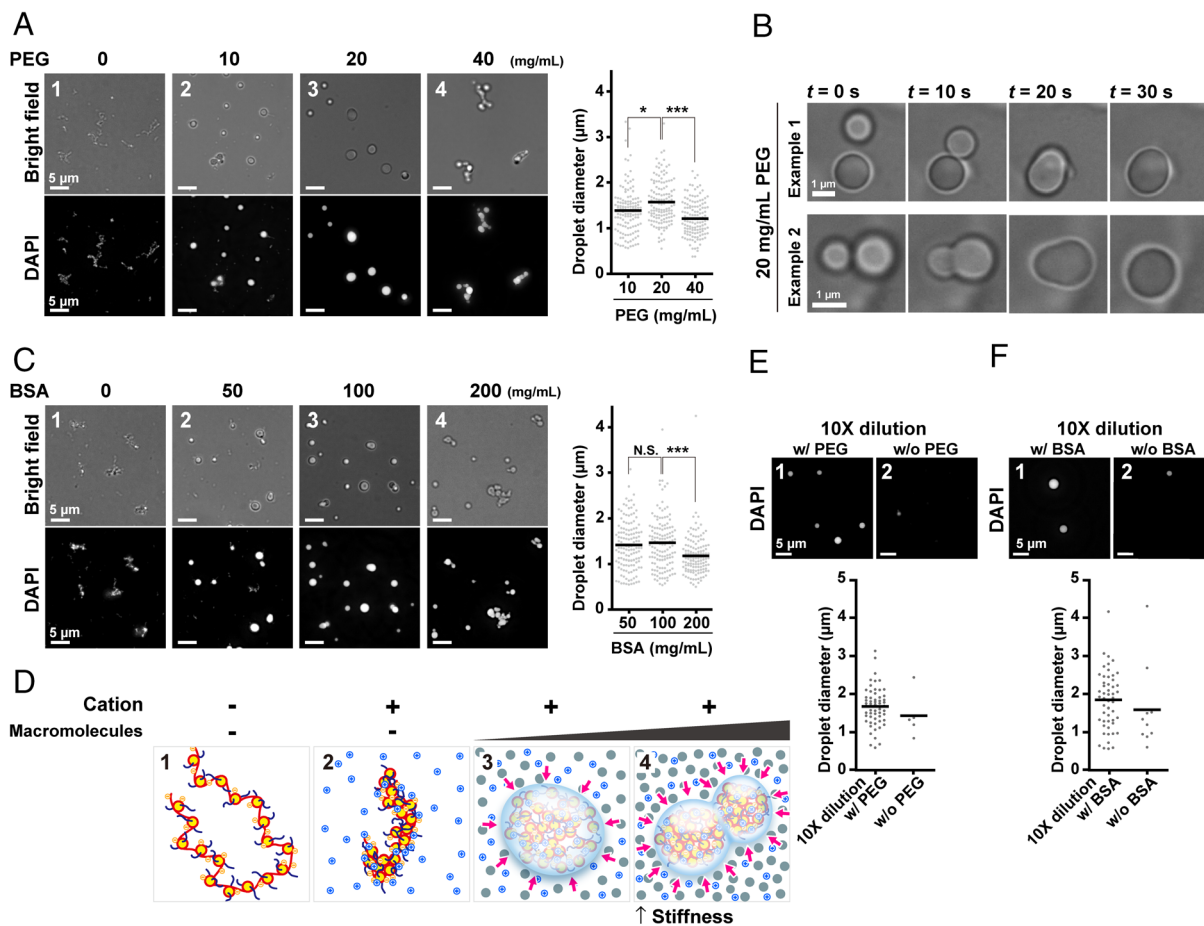 A
PEG 0 10 20 40 (mg/mL)
Bright field
1 2 3 4
5 µm
DAPI
5 µm
Droplet diameter (µm)
4
3
2
1
0
* ***
10 20 40
PEG (mg/mL)
B
t = 0 s t = 10 s t = 20 s t = 30 s
20 mg/mL PEG
Example 1
1 µm
Example 2
1 µm
C
BSA 0 50 100 200 (mg/mL)
Bright field
1 2 3 4
5 µm
DAPI
5 µm
Droplet diameter (µm)
4
3
2
1
0
N.S. ***
50 100 200
BSA (mg/mL)
D
Cation - + + +
Macromolecules - -
1 2 3 4
↑ Stiffness
E
10X dilution
w/ PEG w/o PEG
DAPI
1 2
5 µm
Droplet diameter (µm)
5
4
3
2
1
0
10X dilution
w/ PEG
w/o PEG
F
10X dilution
w/ BSA w/o BSA
DAPI
1 2
5 µm
Droplet diameter (µm)
5
4
3
2
1
0
10X dilution
w/ BSA
w/o BSA